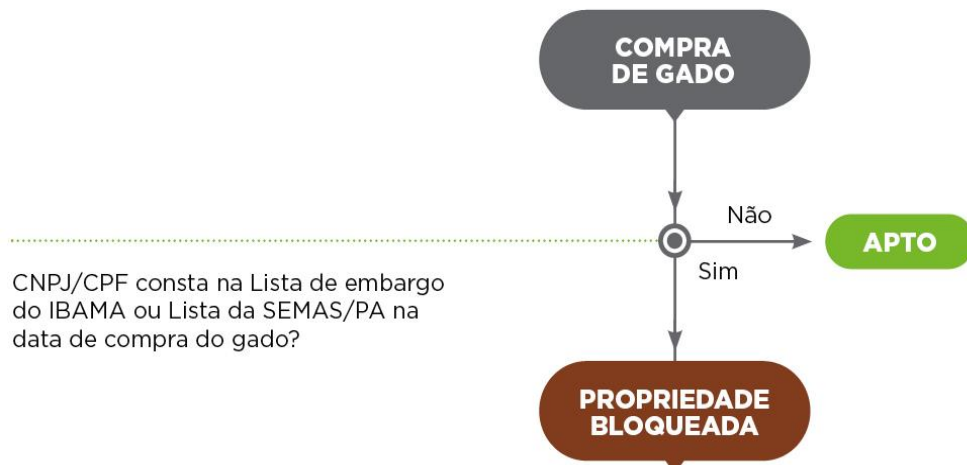 COMPRA
DE GADO
Não
APTO
Sim
CNPJ/CPF consta na Lista de embargo
do IBAMA ou Lista da SEMAS/PA na
data de compra do gado?
PROPRIEDADE
BLOQUEADA